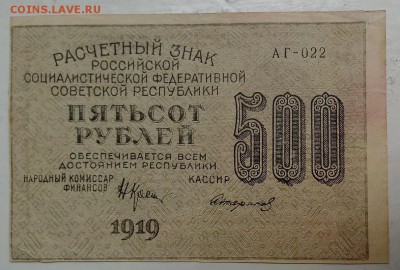 COINS.LAVE.RU
РАСЧЕТНЫЙ ЗНАК
РОССИЙСКОЙ
СОЦИАЛИСТИЧЕСКОЙ ФЕДЕРАТИВНОЙ
СОВЕТСКОЙ РЕСПУБЛИКИ
АГ-022
ПЯТЬСОТ
РУБЛЕЙ
500
ОБЕСПЕЧИВАЕТСЯ ВСЕМ
ДОСТОЯНИЕМ РЕСПУБЛИКИ
НАРОДНЫЙ КОМИССАР
ФИНАНСОВ
КАССИР
1919